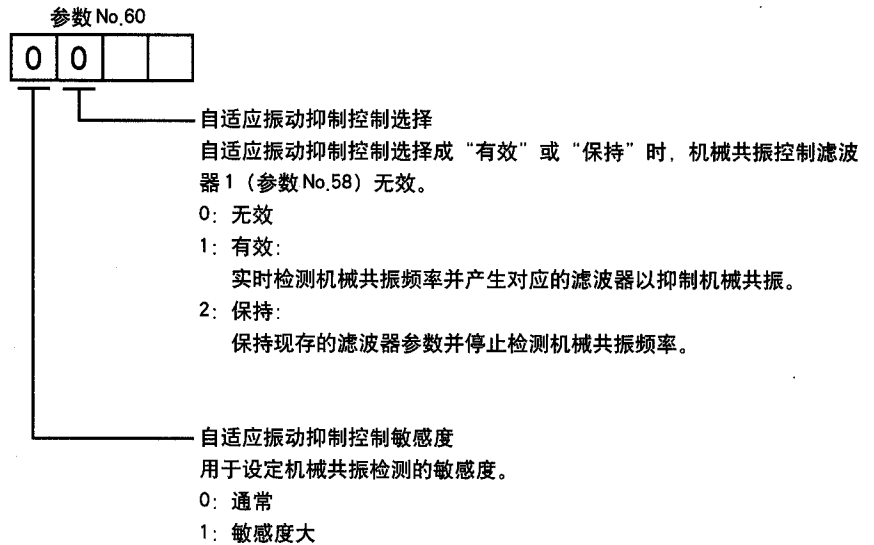 参数No.60
0 0
自适应振动抑制控制选择
自适应振动抑制控制选择成“有效”或“保持”时，机械共振控制滤波
器1（参数No.58）无效。
0：无效
1：有效：
实时检测机械共振频率并产生对应的滤波器以抑制机械共振。
2：保持：
保持现存的滤波器参数并停止检测机械共振频率。
自适应振动抑制控制敏感度
用于设定机械共振检测的敏感度。
0：通常
1：敏感度大